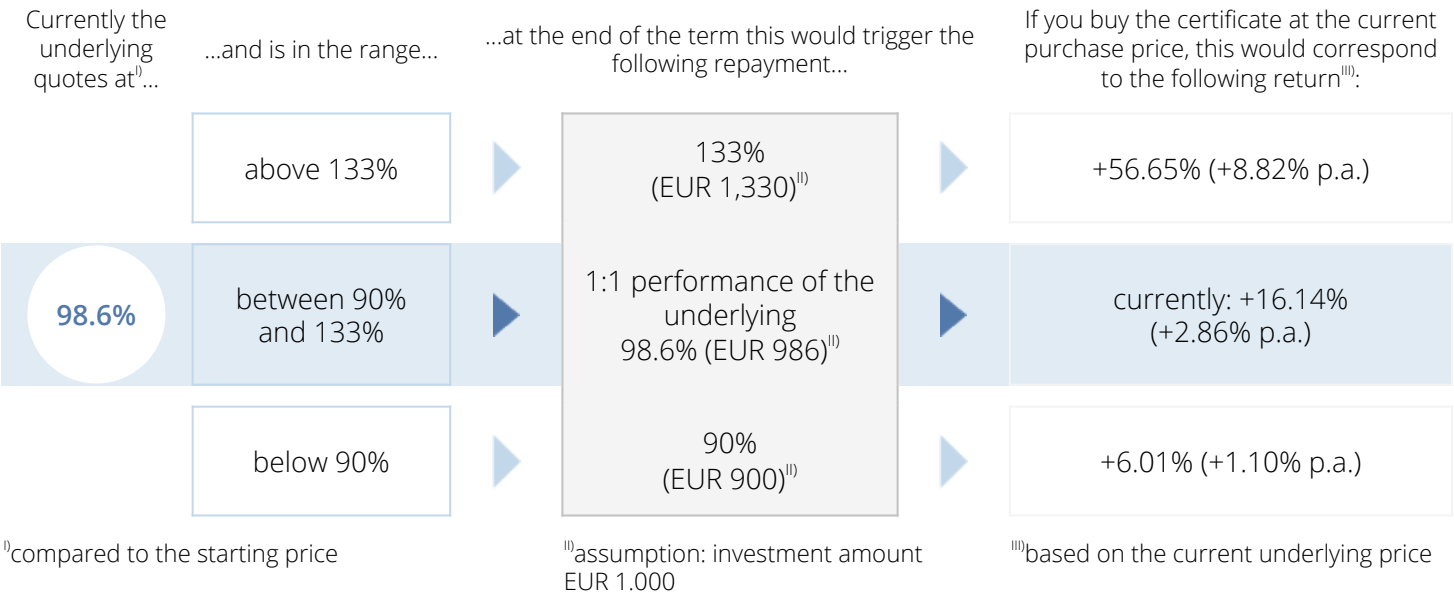 Currently the
underlying
quotes at I)...
...and is in the range...
...at the end of the term this would trigger the
following repayment...
If you buy the certificate at the current
purchase price, this would correspond
to the following return III):
above 133%
133%
(EUR 1,330) II)
+56.65% (+8.82% p.a.)
98.6%
between 90%
and 133%
1:1 performance of the
underlying
98.6% (EUR 986) II)
currently: +16.14%
(+2.86% p.a.)
below 90%
90%
(EUR 900) II)
+6.01% (+1.10% p.a.)
I) compared to the starting price
II) assumption: investment amount
EUR 1.000
III) based on the current underlying price